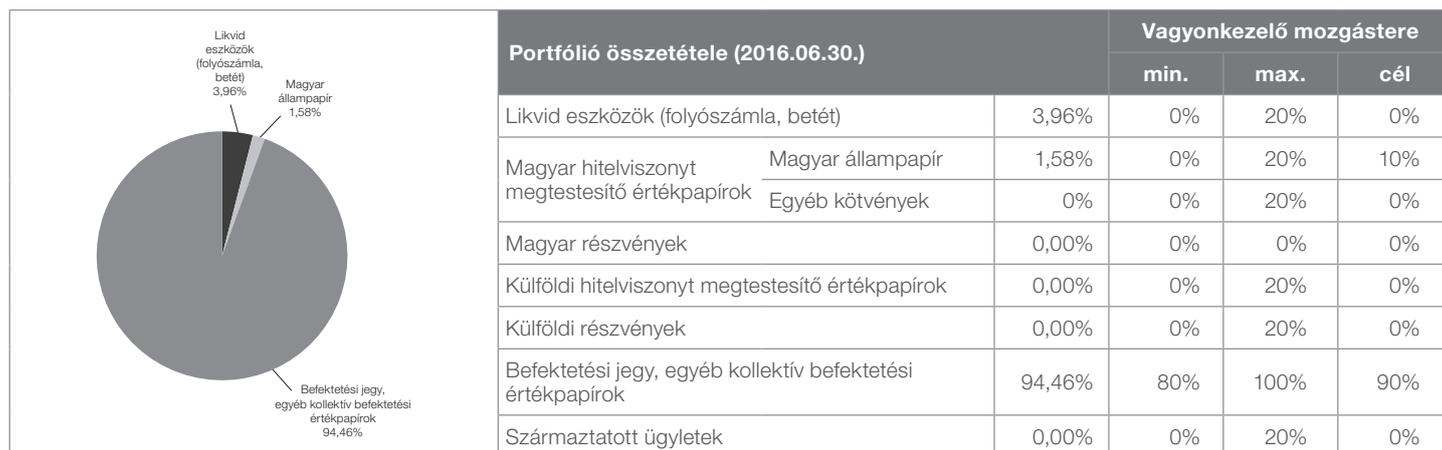 Likvid
eszközök
(folyószámla,
betét)
3,96%
Magyar
állampapír
1,58%
Befektetési jegy,
egyéb kollektív befektetési
értékpapírok
94,46%
Portfólió összetétele (2016.06.30.) Vagyonkezelő mozgástere
min. max. cél
Likvid eszközök (folyószámla, betét) 3,96% 0% 20% 0%
Magyar hitelviszonyt
megtestesítő értékpapírok
Magyar állampapír 1,58% 0% 20% 10%
Egyéb kötvények 0% 0% 20% 0%
Magyar részvények 0,00% 0% 0% 0%
Külföldi hitelviszonyt megtestesítő értékpapírok 0,00% 0% 20% 0%
Külföldi részvények 0,00% 0% 20% 0%
Befektetési jegy, egyéb kollektív befektetési
értékpapírok 94,46% 80% 100% 90%
Származtatott ügyletek 0,00% 0% 20% 0%